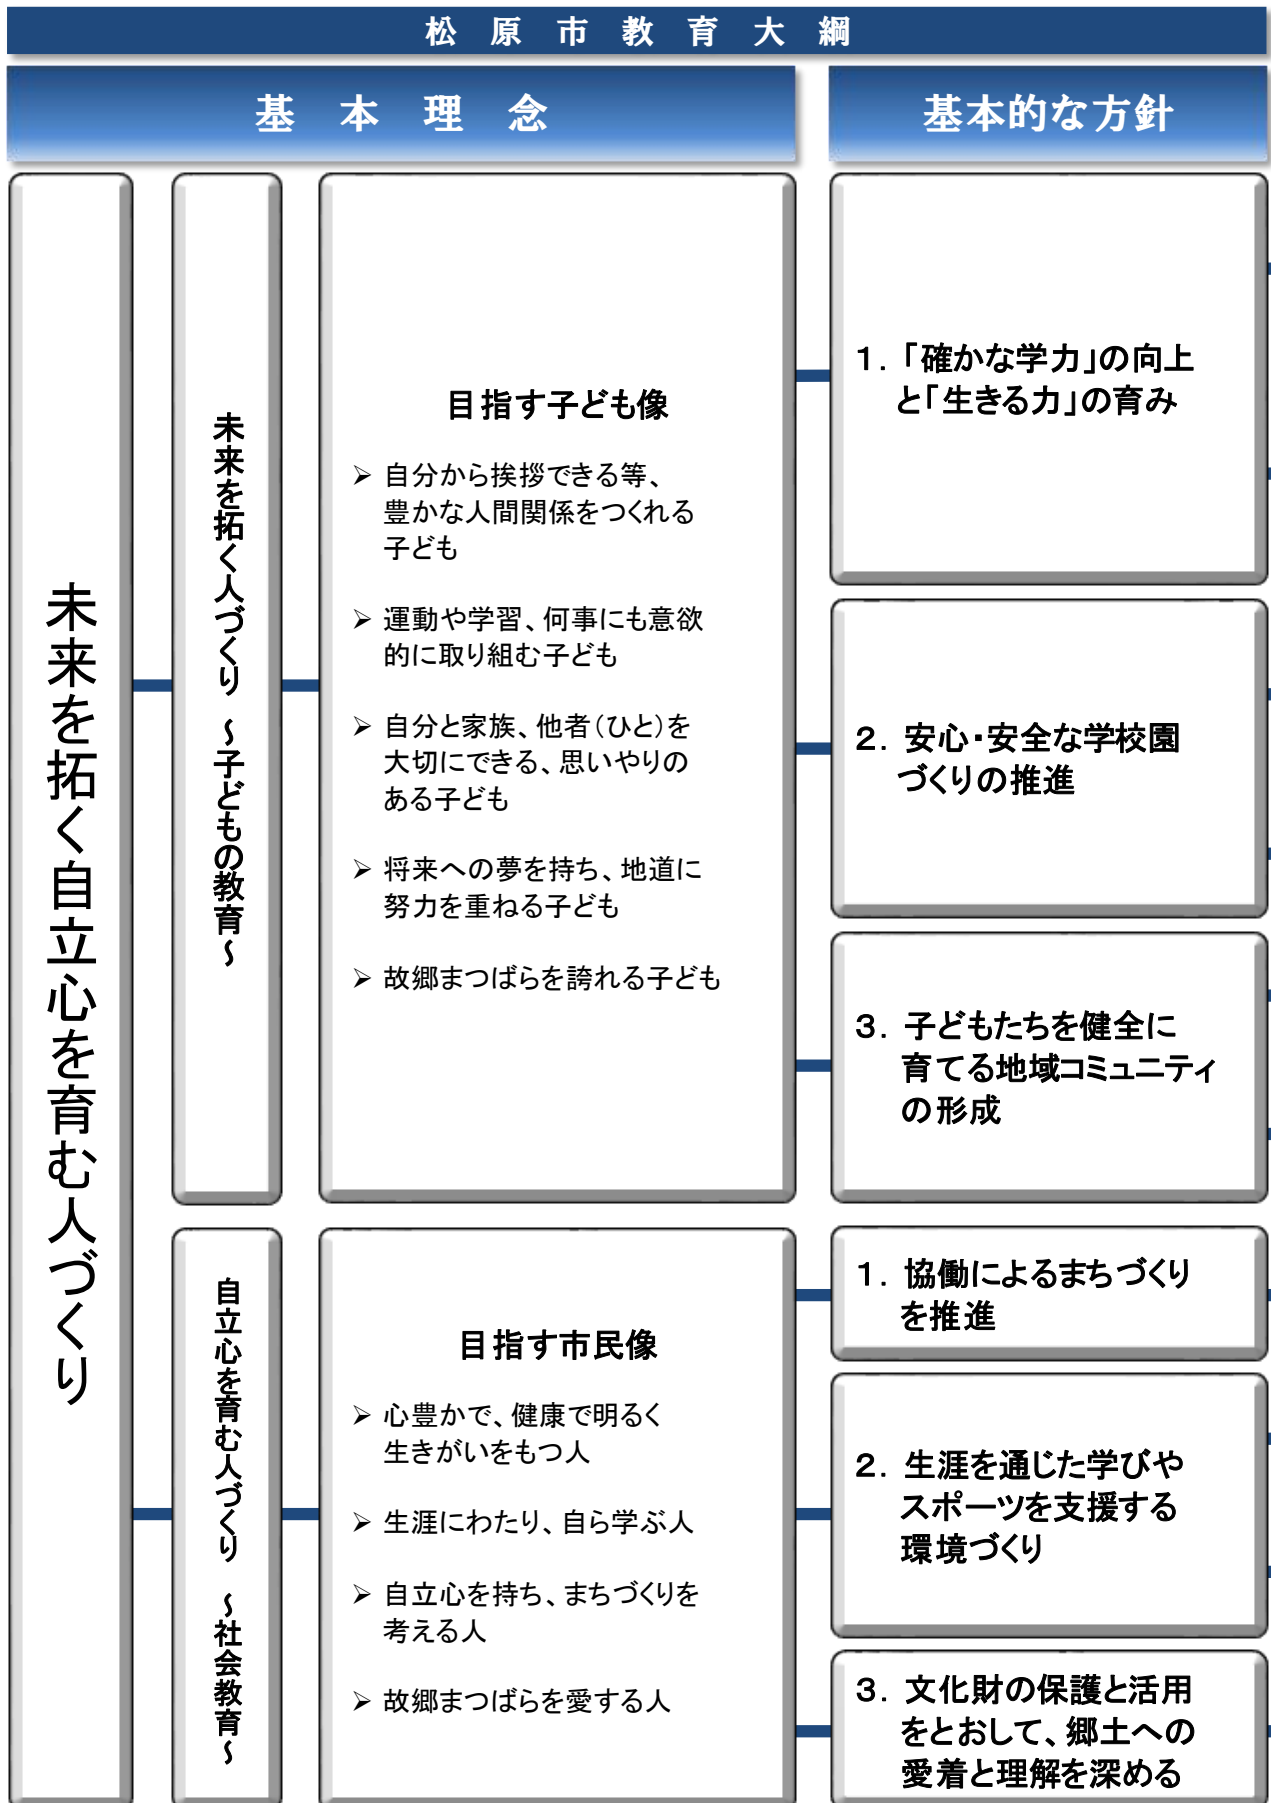 松原市教育大綱
基本理念
基本的な方針
未来を拓く自立心を育む人づくり
未来を拓く人づくり ～子どもの教育～
目指す子ども像
➢ 自分から挨拶できる等、
豊かな人間関係をつくれる
子ども
➢ 運動や学習、何事にも意欲
的に取り組む子ども
➢ 自分と家族、他者（ひと）を
大切にできる、思いやりの
ある子ども
➢ 将来への夢を持ち、地道に
努力を重ねる子ども
➢ 故郷まつばらを誇れる子ども
１．「確かな学力」の向上
と「生きる力」の育み
２．安心・安全な学校園
づくりの推進
３．子どもたちを健全に
育てる地域コミュニティ
の形成
自立心を育む人づくり ～社会教育～
目指す市民像
➢ 心豊かで、健康で明るく
生きがいをもつ人
➢ 生涯にわたり、自ら学ぶ人
➢ 自立心を持ち、まちづくりを
考える人
➢ 故郷まつばらを愛する人
１．協働によるまちづくり
を推進
２．生涯を通じた学びや
スポーツを支援する
環境づくり
３．文化財の保護と活用
をとおして、郷土への
愛着と理解を深める